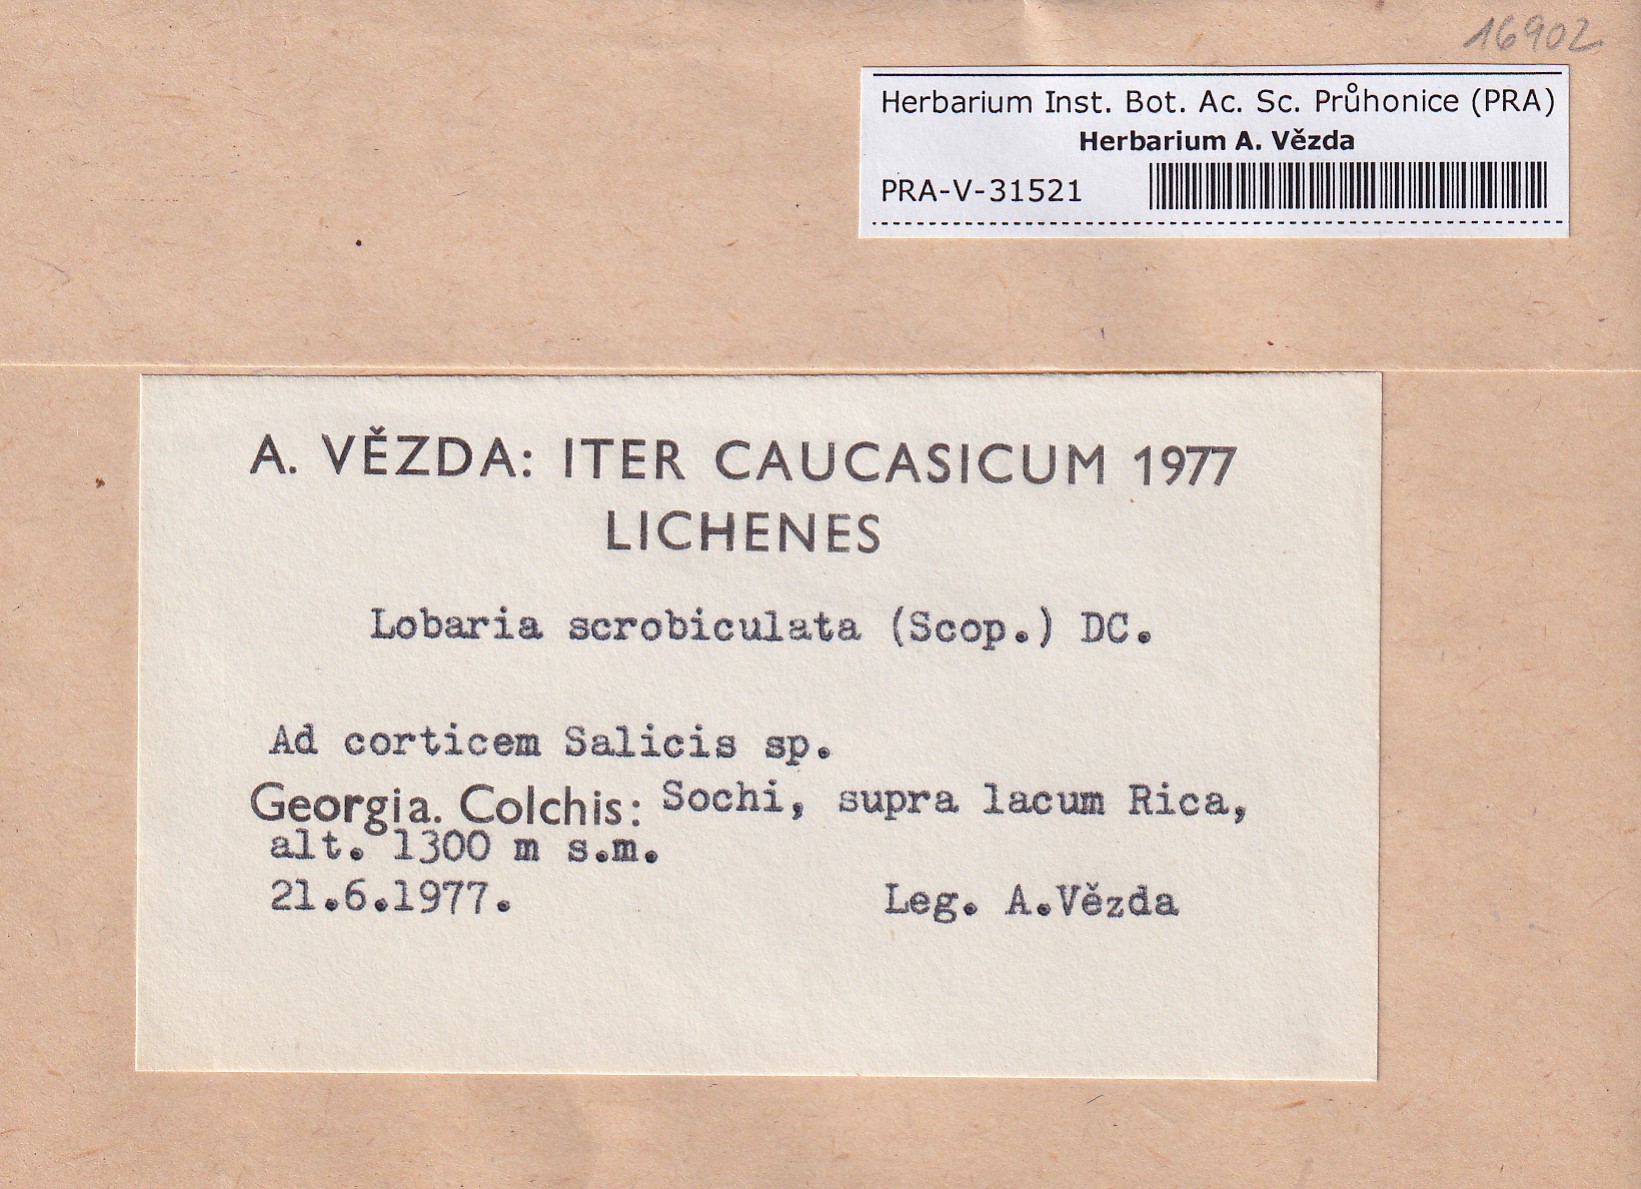 16902
Herbarium Inst. Bot. Ac. Sc. Průhonice (PRA)
Herbarium A. Vězda
PRA-V-31521
A. VĚZDA: ITER CAUCASICUM 1977
LICHENES
Lobaria scrobiculata (Scop.) DC.
Ad corticem Salicis sp.
Georgia. Colchis: Sochi, supra lacum Rica,
alt. 1300 m s.m.
21.6.1977. Leg. A.Vězda